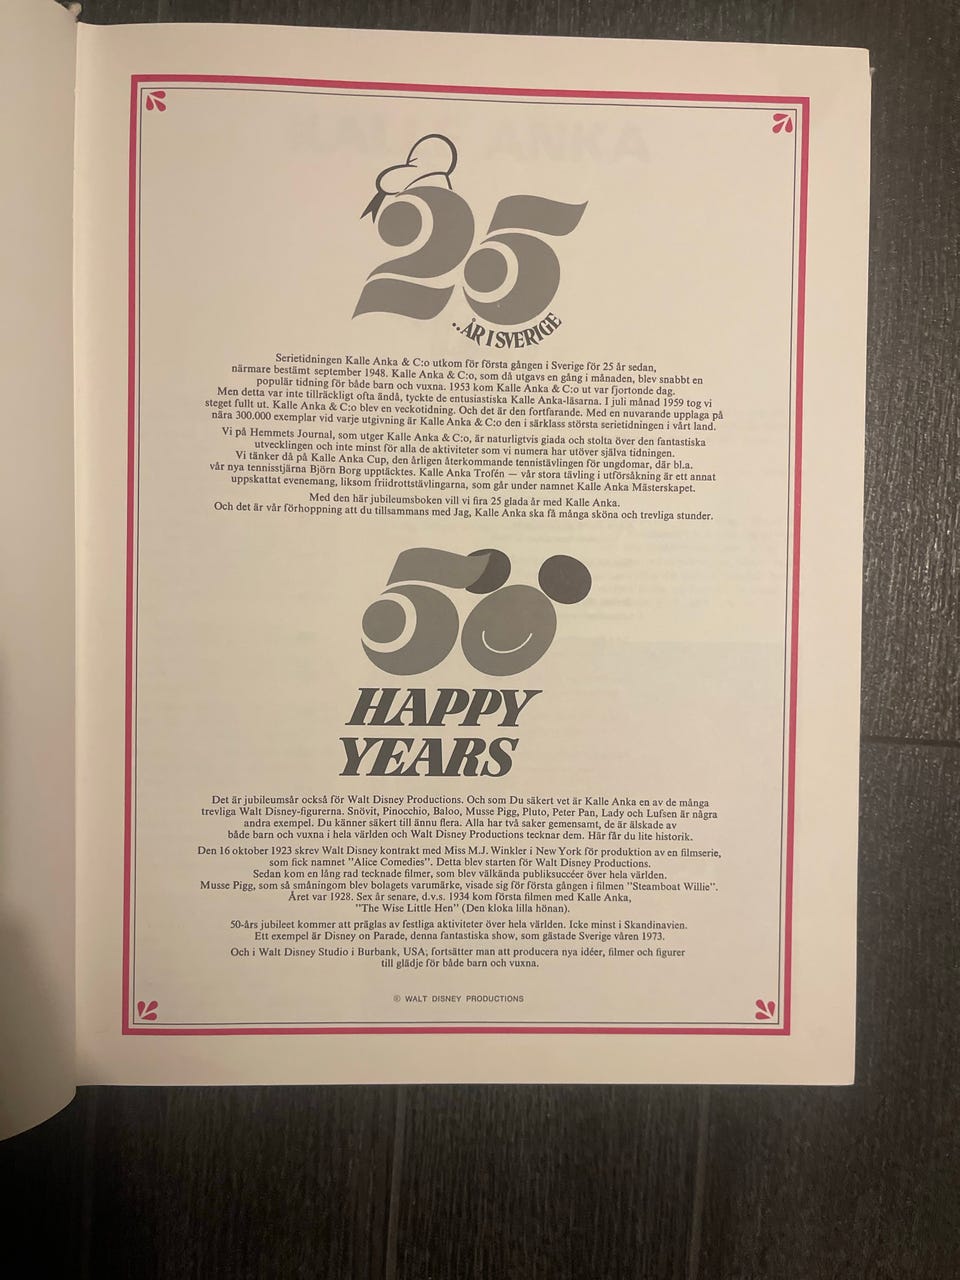 25
..ÅR I SVERIGE
Serietidningen Kalle Anka & C:o utkom för första gången i Sverige för 25 år sedan,
närmare bestämt september 1948. Kalle Anka & C:o, som då utgavs en gång i månaden, blev snabbt en
populär tidning för både barn och vuxna. 1953 kom Kalle Anka & C:o ut var fjortonde dag.
Men detta var inte tillräckligt ofta ändå, tyckte de entusiastiska Kalle Anka-läsarna. I juli månad 1959 tog vi
steget fullt ut. Kalle Anka & C:o blev en veckotidning. Och det är den fortfarande. Med en nuvarande upplaga på
nära 300.000 exemplar vid varje utgivning är Kalle Anka & C:o den i särklass största serietidningen i vårt land.
Vi på Hemmets Journal, som utger Kalle Anka & C:o, är naturligtvis glada och stolta över den fantastiska
utvecklingen och inte minst för alla de aktiviteter som vi numera har utöver själva tidningen.
Vi tänker då på Kalle Anka Cup, den årligen återkommande tennistävlingen för ungdomar, där bl.a.
vår nya tennisstjärna Björn Borg upptäcktes. Kalle Anka Trofén — vår stora tävling i utförsåkning är ett annat
uppskattat evenemang, liksom friidrottstävlingarna, som går under namnet Kalle Anka Mästerskapet.
Med den här jubileumsboken vill vi fira 25 glada år med Kalle Anka.
Och det är vår förhoppning att du tillsammans med Jag, Kalle Anka ska få många sköna och trevliga stunder.
50
HAPPY
YEARS
Det är jubileumsår också för Walt Disney Productions. Och som Du säkert vet är Kalle Anka en av de många
trevliga Walt Disney-figurerna. Snövit, Pinocchio, Baloo, Musse Pigg, Pluto, Peter Pan, Lady och Lufsen är några
andra exempel. Du känner säkert till ännu flera. Alla har två saker gemensamt, de är älskade av
både barn och vuxna i hela världen och Walt Disney Productions tecknar dem. Här får du lite historik.
Den 16 oktober 1923 skrev Walt Disney kontrakt med Miss M.J. Winkler i New York för produktion av en filmserie,
som fick namnet "Alice Comedies". Detta blev starten för Walt Disney Productions.
Sedan kom en lång rad tecknade filmer, som blev välkända publiksuccéer över hela världen.
Musse Pigg, som så småningom blev bolagets varumärke, visade sig för första gången i filmen "Steamboat Willie".
Året var 1928. Sex år senare, d.v.s. 1934 kom första filmen med Kalle Anka,
"The Wise Little Hen" (Den kloka lilla hönan).
50-års jubileet kommer att präglas av festliga aktiviteter över hela världen. Icke minst i Skandinavien.
Ett exempel är Disney on Parade, denna fantastiska show, som gästade Sverige våren 1973.
Och i Walt Disney Studio i Burbank, USA, fortsätter man att producera nya idéer, filmer och figurer
till glädje för både barn och vuxna.
© WALT DISNEY PRODUCTIONS